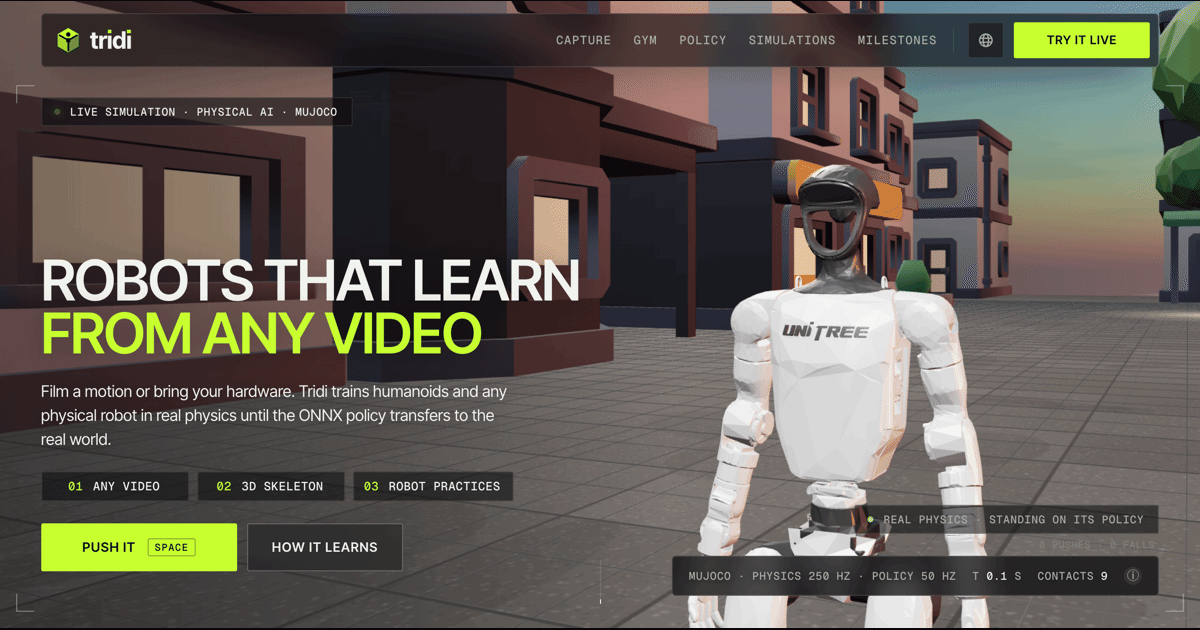 tridi
CAPTURE GYM POLICY SIMULATIONS MILESTONES
TRY IT LIVE
LIVE SIMULATION · PHYSICAL AI · MUJOCO
ROBOTS THAT LEARN
FROM ANY VIDEO
Film a motion or bring your hardware. Tridi trains humanoids and any
physical robot in real physics until the ONNX policy transfers to the
real world.
01 ANY VIDEO
02 3D SKELETON
03 ROBOT PRACTICES
PUSH IT SPACE
HOW IT LEARNS
UNITREE
REAL PHYSICS · STANDING ON ITS POLICY
0 PUSHES · 0 FALLS
MUJOCO · PHYSICS 250 HZ · POLICY 50 HZ T 0.1 S CONTACTS 9